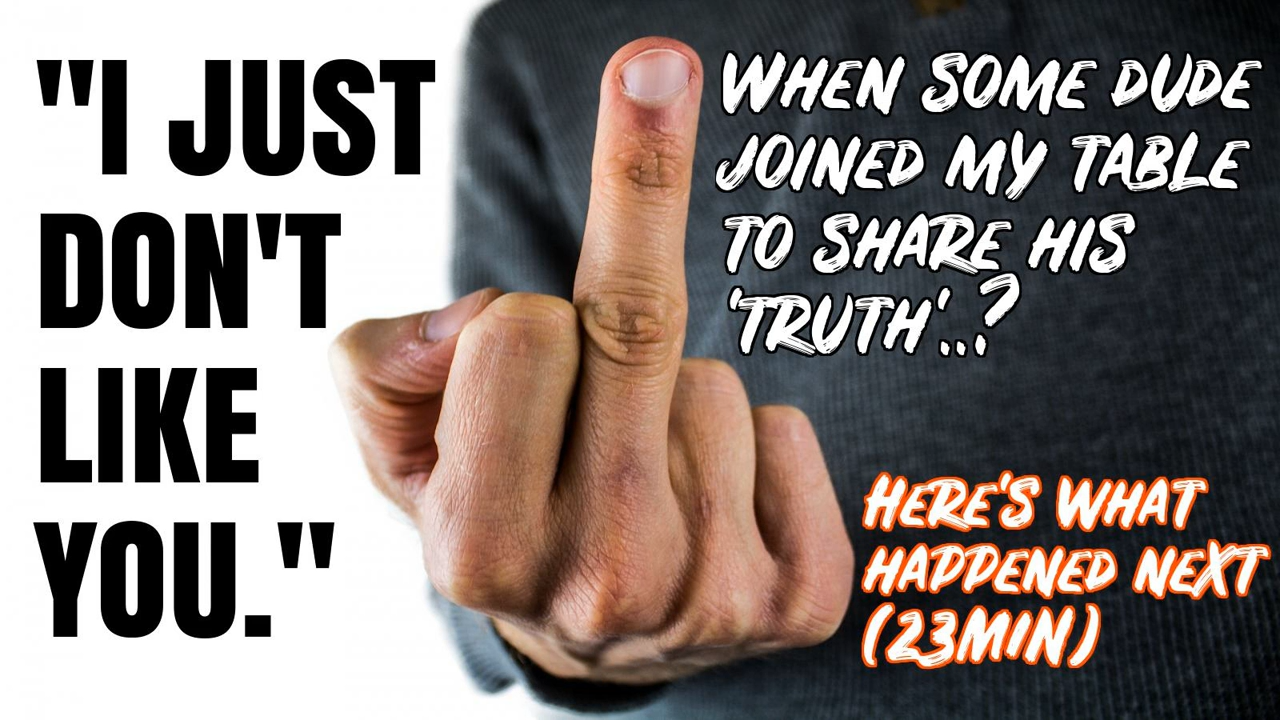 "I JUST
DON'T
LIKE
YOU."
WHEN SOME DUDE
JOINED MY TABLE
TO SHARE HIS
'TRUTH'...?
HERE'S WHAT
HAPPENED NEXT
(23MIN)